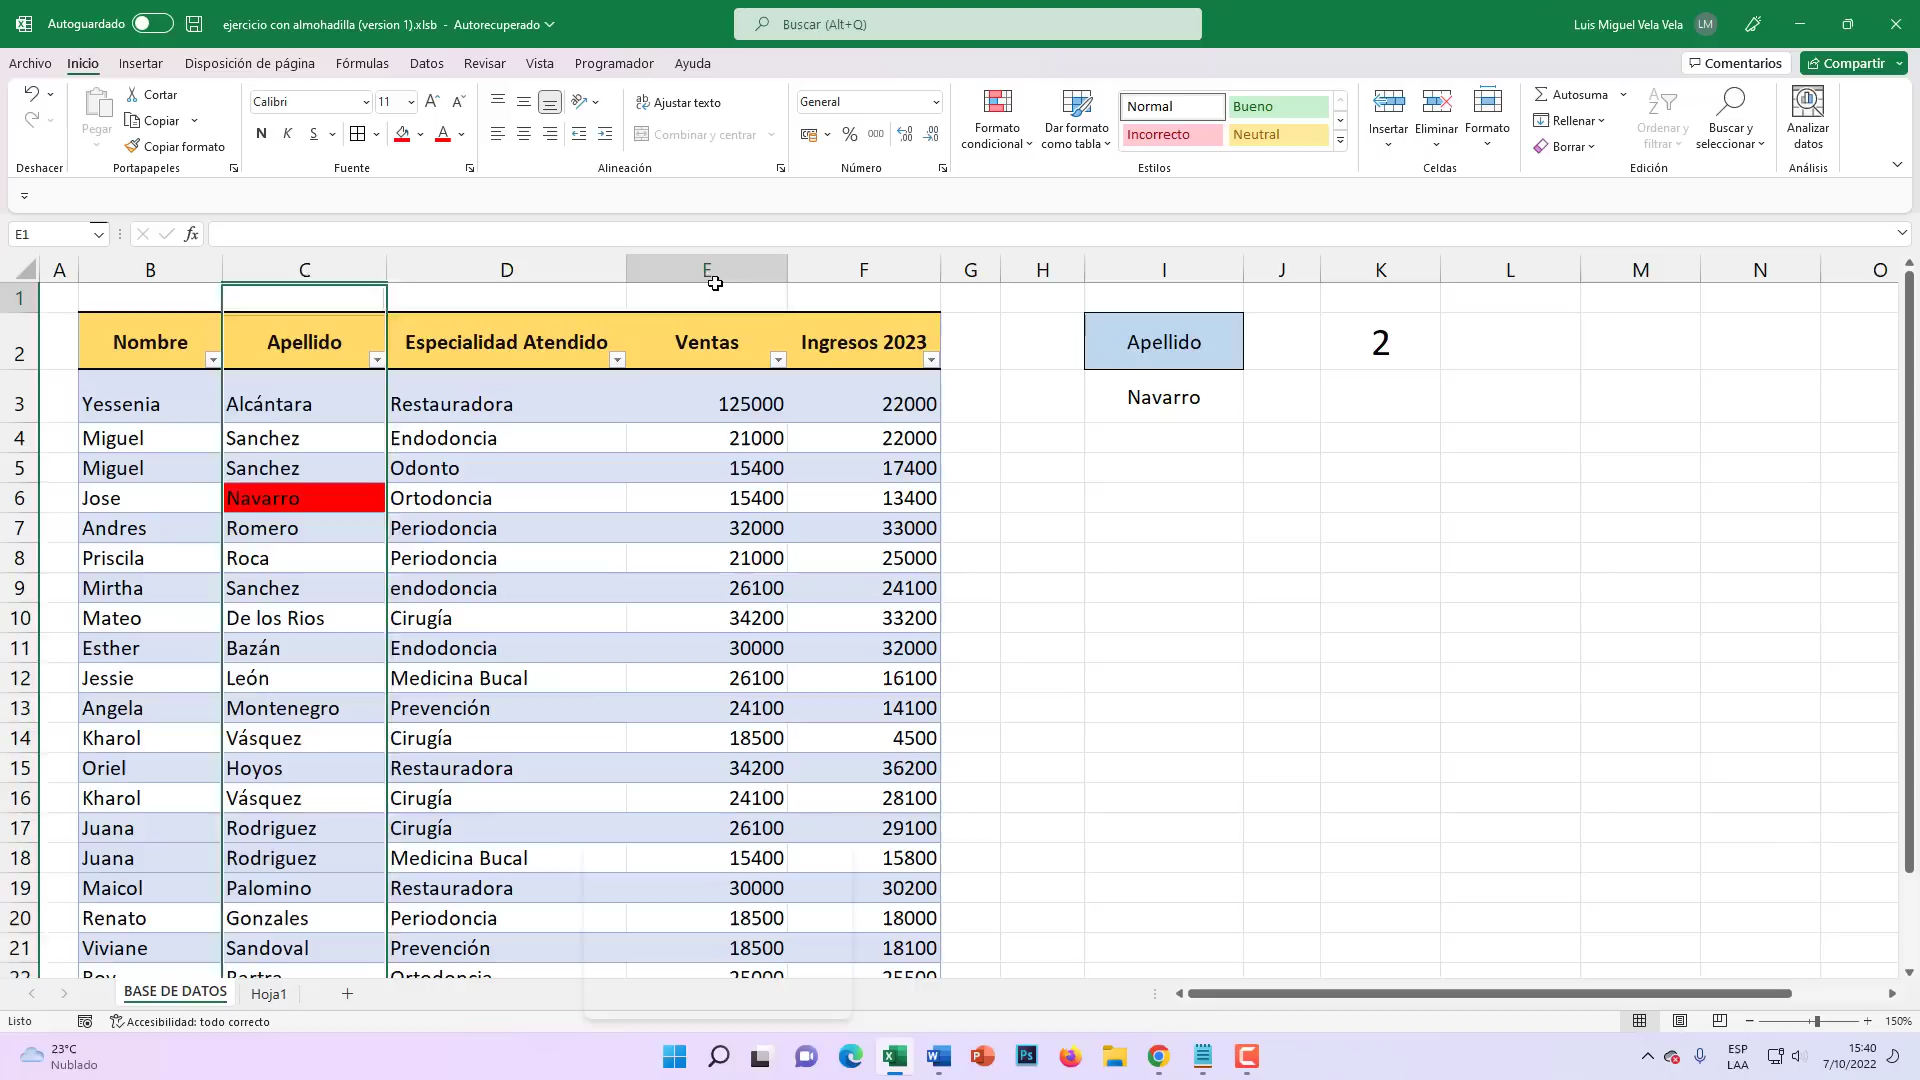 Autoguardado ejercicio con almohadilla (version 1).xlsb - Autorecuperado Buscar (Alt+Q) Luis Miguel Vela Vela LM
Archivo Inicio Insertar Disposición de página Fórmulas Datos Revisar Vista Programador Ayuda Comentarios Compartir
Pegar Cortar Copiar Copiar formato
Calibri 11 N K S
Ajustar texto Combinar y centrar
General % 000
Formato condicional Dar formato como tabla Normal Bueno Incorrecto Neutral
Insertar Eliminar Formato
Autosuma Rellenar Borrar Ordenar y filtrar Buscar y seleccionar Analizar datos
Deshacer Portapapeles Fuente Alineación Número Estilos Celdas Edición Análisis
E1 fx
A B C D E F G H I J K L M N O
1
2 Nombre Apellido Especialidad Atendido Ventas Ingresos 2023 Apellido 2
3 Yessenia Alcántara Restauradora 125000 22000 Navarro
4 Miguel Sanchez Endodoncia 21000 22000
5 Miguel Sanchez Odonto 15400 17400
6 Jose Navarro Ortodoncia 15400 13400
7 Andres Romero Periodoncia 32000 33000
8 Priscila Roca Periodoncia 21000 25000
9 Mirtha Sanchez endodoncia 26100 24100
10 Mateo De los Rios Cirugía 34200 33200
11 Esther Bazán Endodoncia 30000 32000
12 Jessie León Medicina Bucal 26100 16100
13 Angela Montenegro Prevención 24100 14100
14 Kharol Vásquez Cirugía 18500 4500
15 Oriel Hoyos Restauradora 34200 36200
16 Kharol Vásquez Cirugía 24100 28100
17 Juana Rodriguez Cirugía 26100 29100
18 Juana Rodriguez Medicina Bucal 15400 15800
19 Maicol Palomino Restauradora 30000 30200
20 Renato Gonzales Periodoncia 18500 18000
21 Viviane Sandoval Prevención 18500 18100
22 Ortodoncia 25000 25500
BASE DE DATOS Hoja1
Listo Accesibilidad: todo correcto 150%
23°C
Nublado
ESP
LAA
15:40
7/10/2022